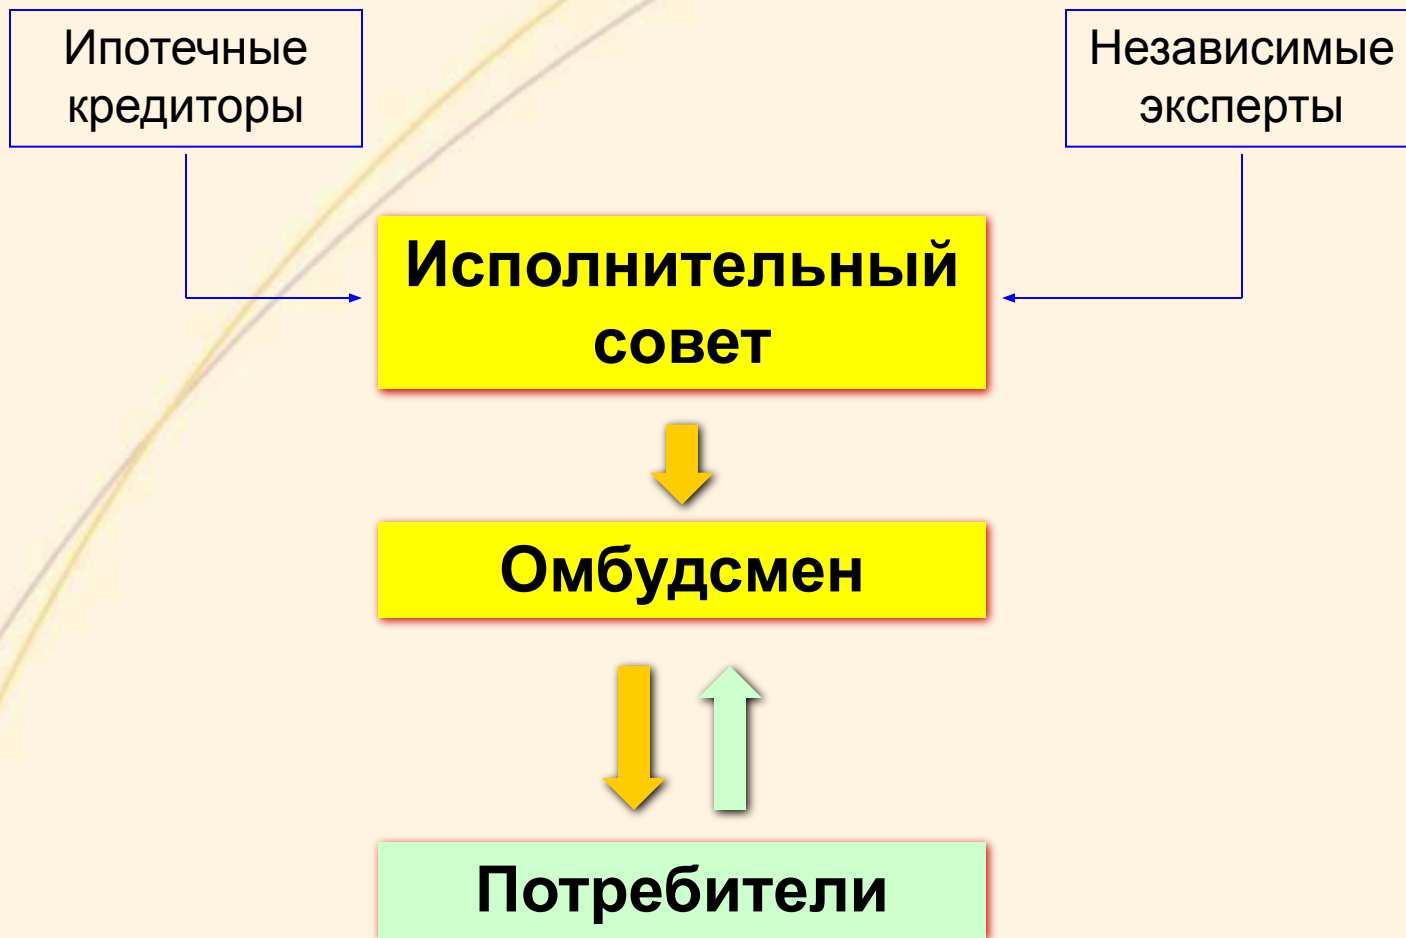 Ипотечные
кредиторы
Независимые
эксперты
Исполнительный
совет
Омбудсмен
Потребители